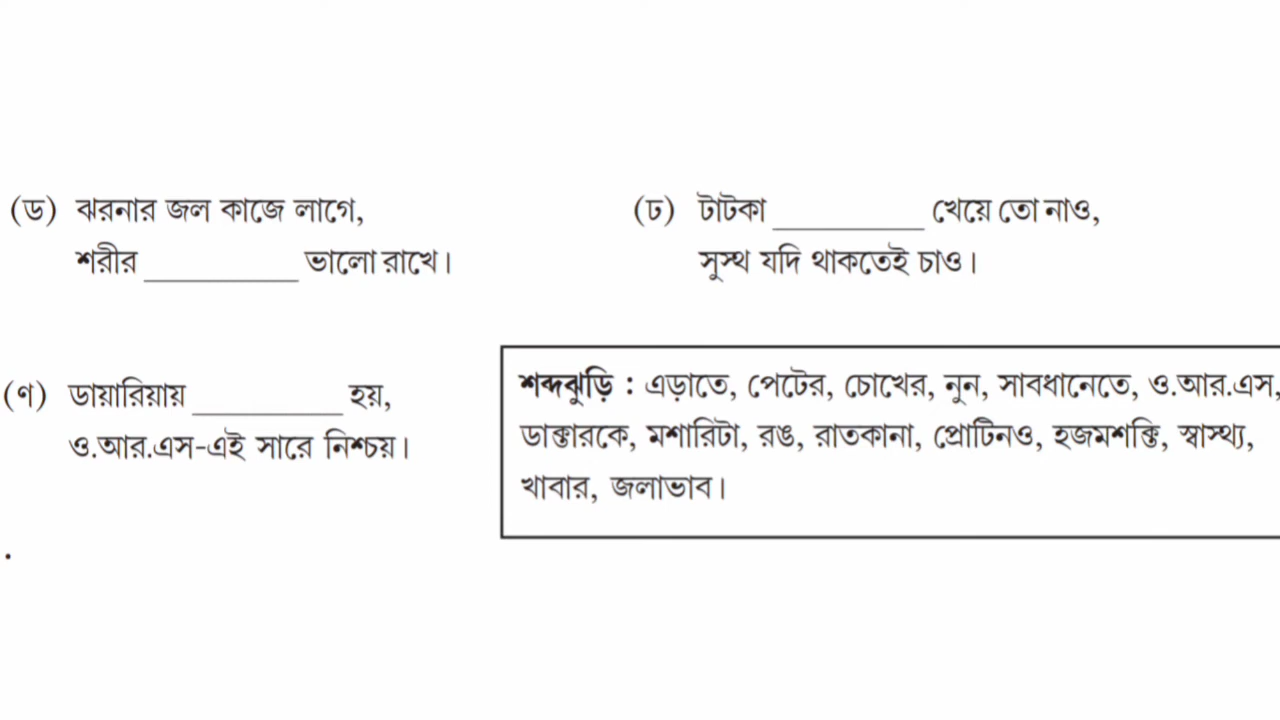 (ড) ঝরনার জল কাজে লাগে,
শরীর __________ ভালো রাখে।
(ঢ) টাটকা __________ খেয়ে তো নাও,
সুস্থ যদি থাকতেই চাও।
(ণ) ডায়ারিয়ায় __________ হয়,
ও.আর.এস-এই সারে নিশ্চয়।
শব্দঝুড়ি : এড়াতে, পেটের, চোখের, নুন, সাবধানেতে, ও.আর.এস,
ডাক্তারকে, মশারিটা, রঙ, রাতকানা, প্রোটিনও, হজমশক্তি, স্বাস্থ্য,
খাবার, জলাভাব।